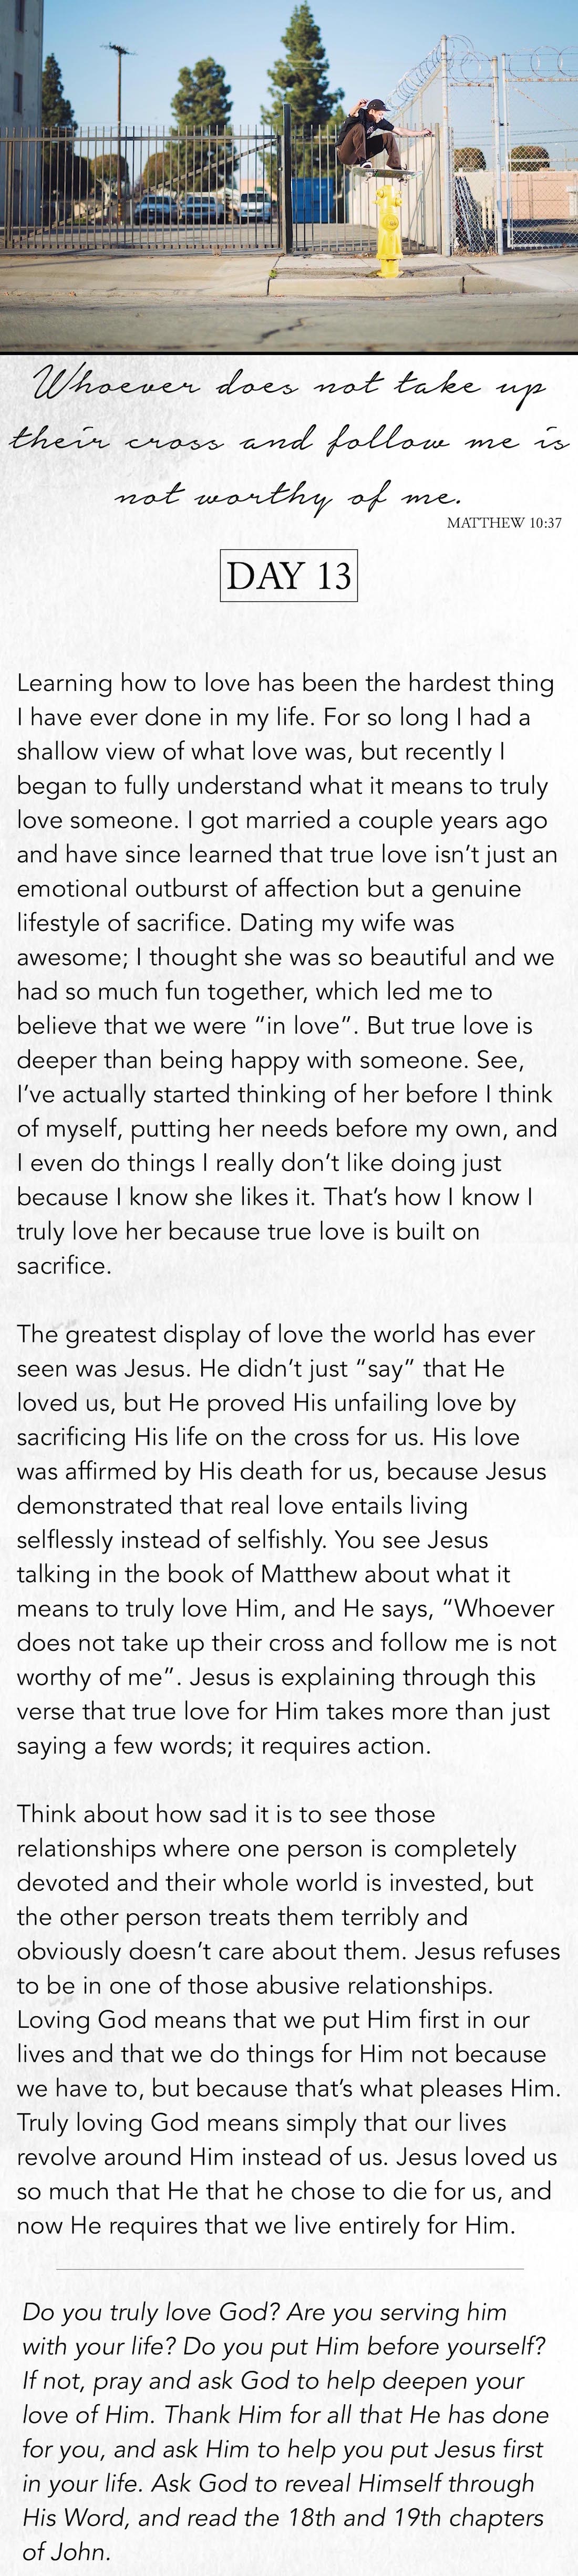 Whoever does not take up
their cross and follow me is
not worthy of me.
MATTHEW 10:37
DAY 13
Learning how to love has been the hardest thing
I have ever done in my life. For so long I had a
shallow view of what love was, but recently I
began to fully understand what it means to truly
love someone. I got married a couple years ago
and have since learned that true love isn’t just an
emotional outburst of affection but a genuine
lifestyle of sacrifice. Dating my wife was
awesome; I thought she was so beautiful and we
had so much fun together, which led me to
believe that we were “in love”. But true love is
deeper than being happy with someone. See,
I’ve actually started thinking of her before I think
of myself, putting her needs before my own, and
I even do things I really don’t like doing just
because I know she likes it. That’s how I know I
truly love her because true love is built on
sacrifice.
The greatest display of love the world has ever
seen was Jesus. He didn’t just “say” that He
loved us, but He proved His unfailing love by
sacrificing His life on the cross for us. His love
was affirmed by His death for us, because Jesus
demonstrated that real love entails living
selflessly instead of selfishly. You see Jesus
talking in the book of Matthew about what it
means to truly love Him, and He says, “Whoever
does not take up their cross and follow me is not
worthy of me”. Jesus is explaining through this
verse that true love for Him takes more than just
saying a few words; it requires action.
Think about how sad it is to see those
relationships where one person is completely
devoted and their whole world is invested, but
the other person treats them terribly and
obviously doesn’t care about them. Jesus refuses
to be in one of those abusive relationships.
Loving God means that we put Him first in our
lives and that we do things for Him not because
we have to, but because that’s what pleases Him.
Truly loving God means simply that our lives
revolve around Him instead of us. Jesus loved us
so much that He that he chose to die for us, and
now He requires that we live entirely for Him.
Do you truly love God? Are you serving him
with your life? Do you put Him before yourself?
If not, pray and ask God to help deepen your
love of Him. Thank Him for all that He has done
for you, and ask Him to help you put Jesus first
in your life. Ask God to reveal Himself through
His Word, and read the 18th and 19th chapters
of John.